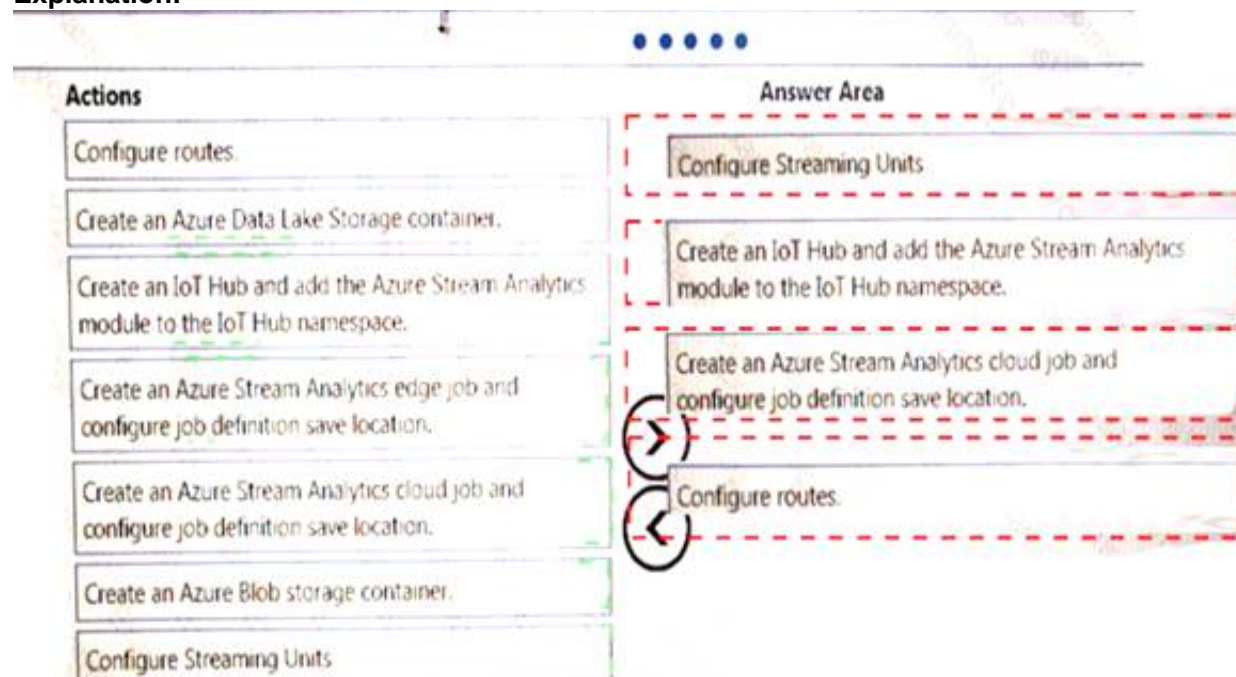 Explanation:
Actions
Configure routes.
Create an Azure Data Lake Storage container.
Create an IoT Hub and add the Azure Stream Analytics
module to the IoT Hub namespace.
Create an Azure Stream Analytics edge job and
configure job definition save location.
Create an Azure Stream Analytics cloud job and
configure job definition save location.
Create an Azure Blob storage container.
Configure Streaming Units
Answer Area
Configure Streaming Units
Create an IoT Hub and add the Azure Stream Analytics
module to the IoT Hub namespace.
Create an Azure Stream Analytics cloud job and
configure job definition save location.
Configure routes.